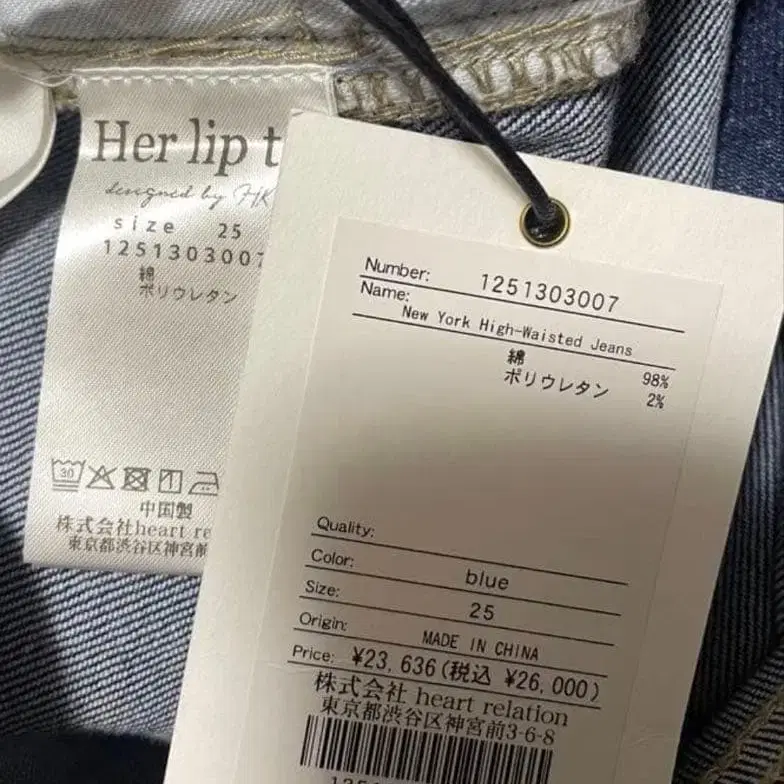 Her lip t
designed by HK
size 25
1251303007
綿
ポリウレタン
30
中国製
株式会社heart re
東京都渋谷区神宮前
Number: 1251303007
Name:
New York High-Waisted Jeans
綿 98%
ポリウレタン 2%
Quality:
Color: blue
Size: 25
Origin: MADE IN CHINA
Price: ¥23,636(税込 ¥26,000)
株式会社 heart relation
東京都渋谷区神宮前3-6-8